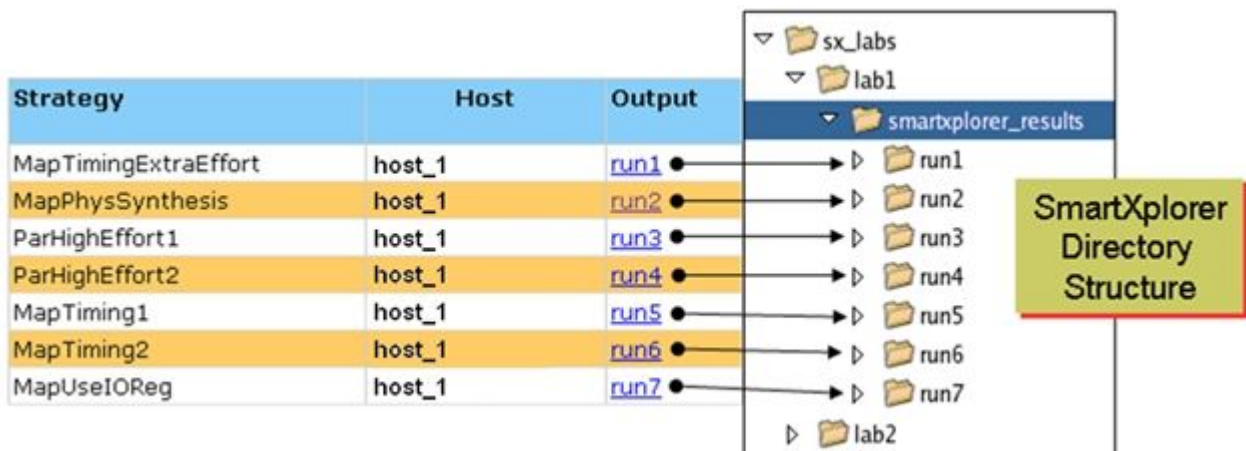 Strategy Host Output
MapTimingExtraEffort host_1 run1
MapPhysSynthesis host_1 run2
ParHighEffort1 host_1 run3
ParHighEffort2 host_1 run4
MapTiming1 host_1 run5
MapTiming2 host_1 run6
MapUseIOReg host_1 run7
sx_labs
lab1
smartxplorer_results
run1
run2
run3
run4
run5
run6
run7
lab2
SmartXplorer
Directory
Structure